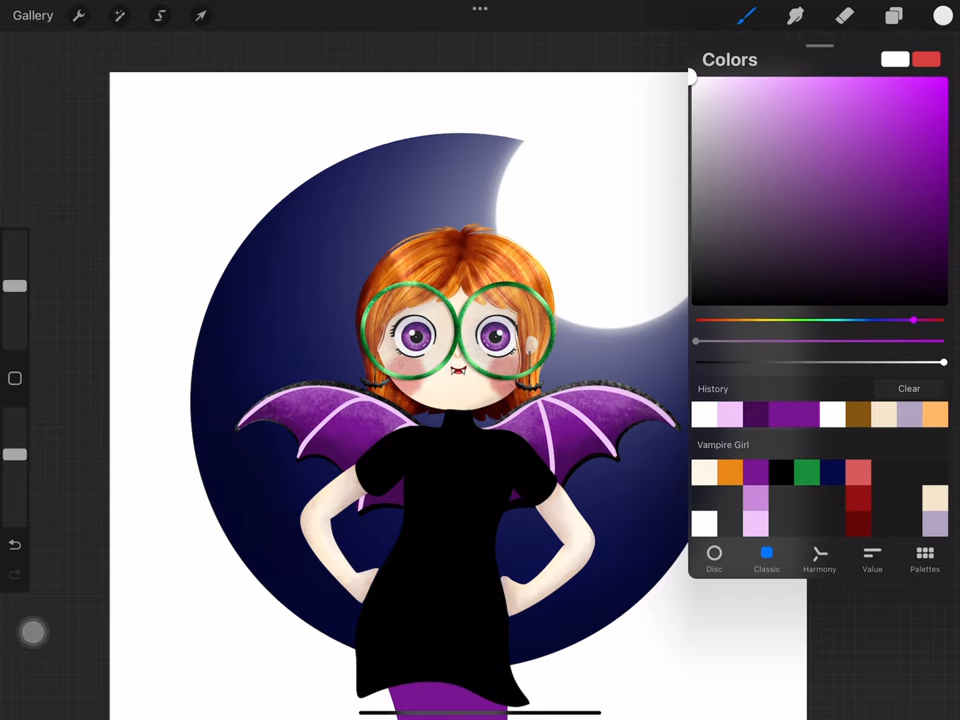 Gallery
Colors
History
Clear
Vampire Girl
Disc
Classic
Harmony
Value
Palettes